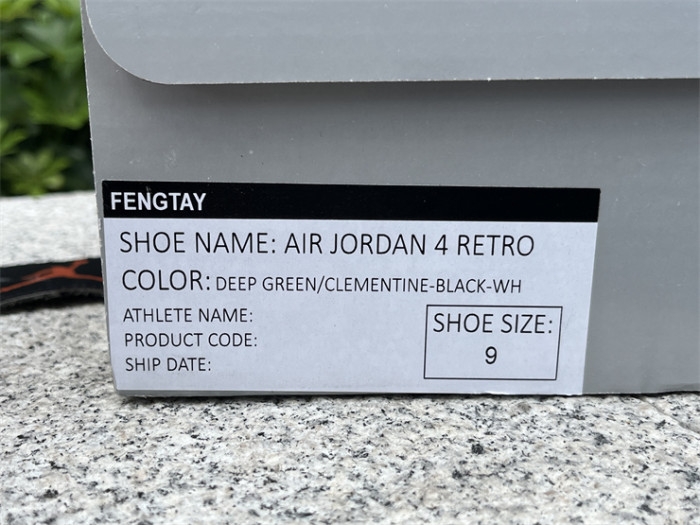 FENGTAY
SHOE NAME: AIR JORDAN 4 RETRO
COLOR: DEEP GREEN/CLEMENTINE-BLACK-WH
ATHLETE NAME:
PRODUCT CODE:
SHIP DATE:
SHOE SIZE:
9